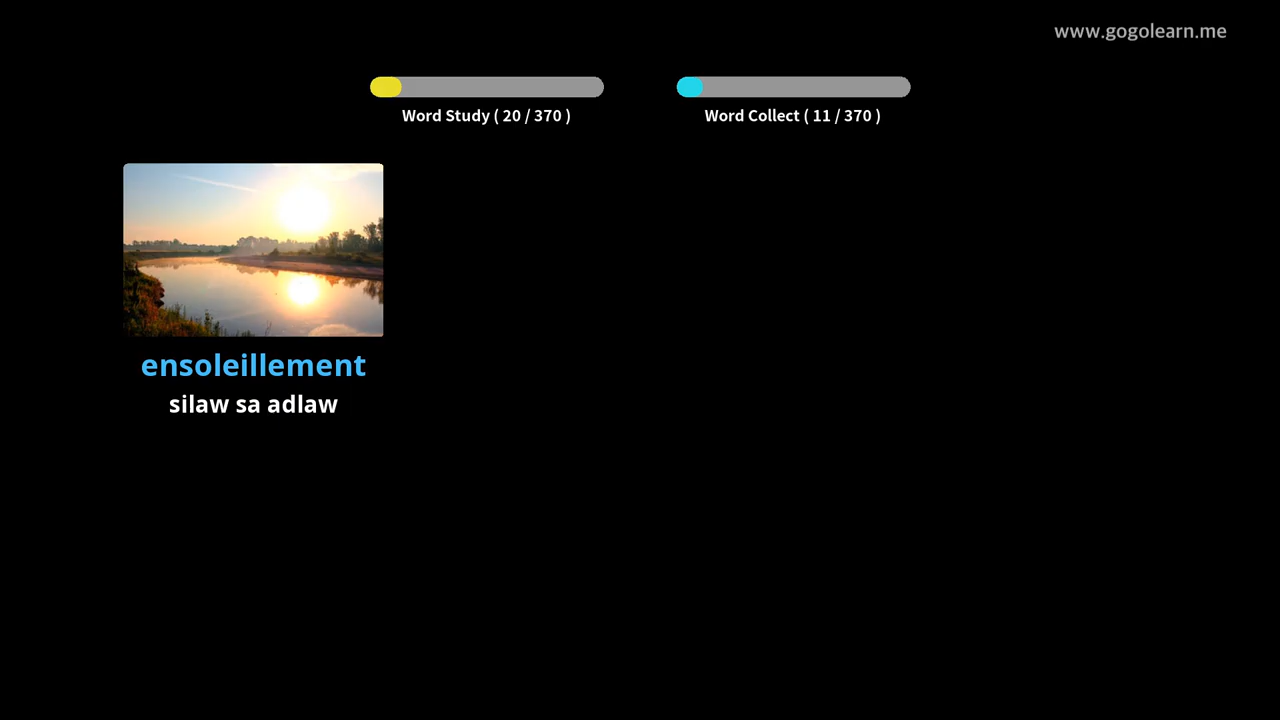 www.gogolearn.me
Word Study ( 20 / 370 )
Word Collect ( 11 / 370 )
ensoleillement
silaw sa adlaw